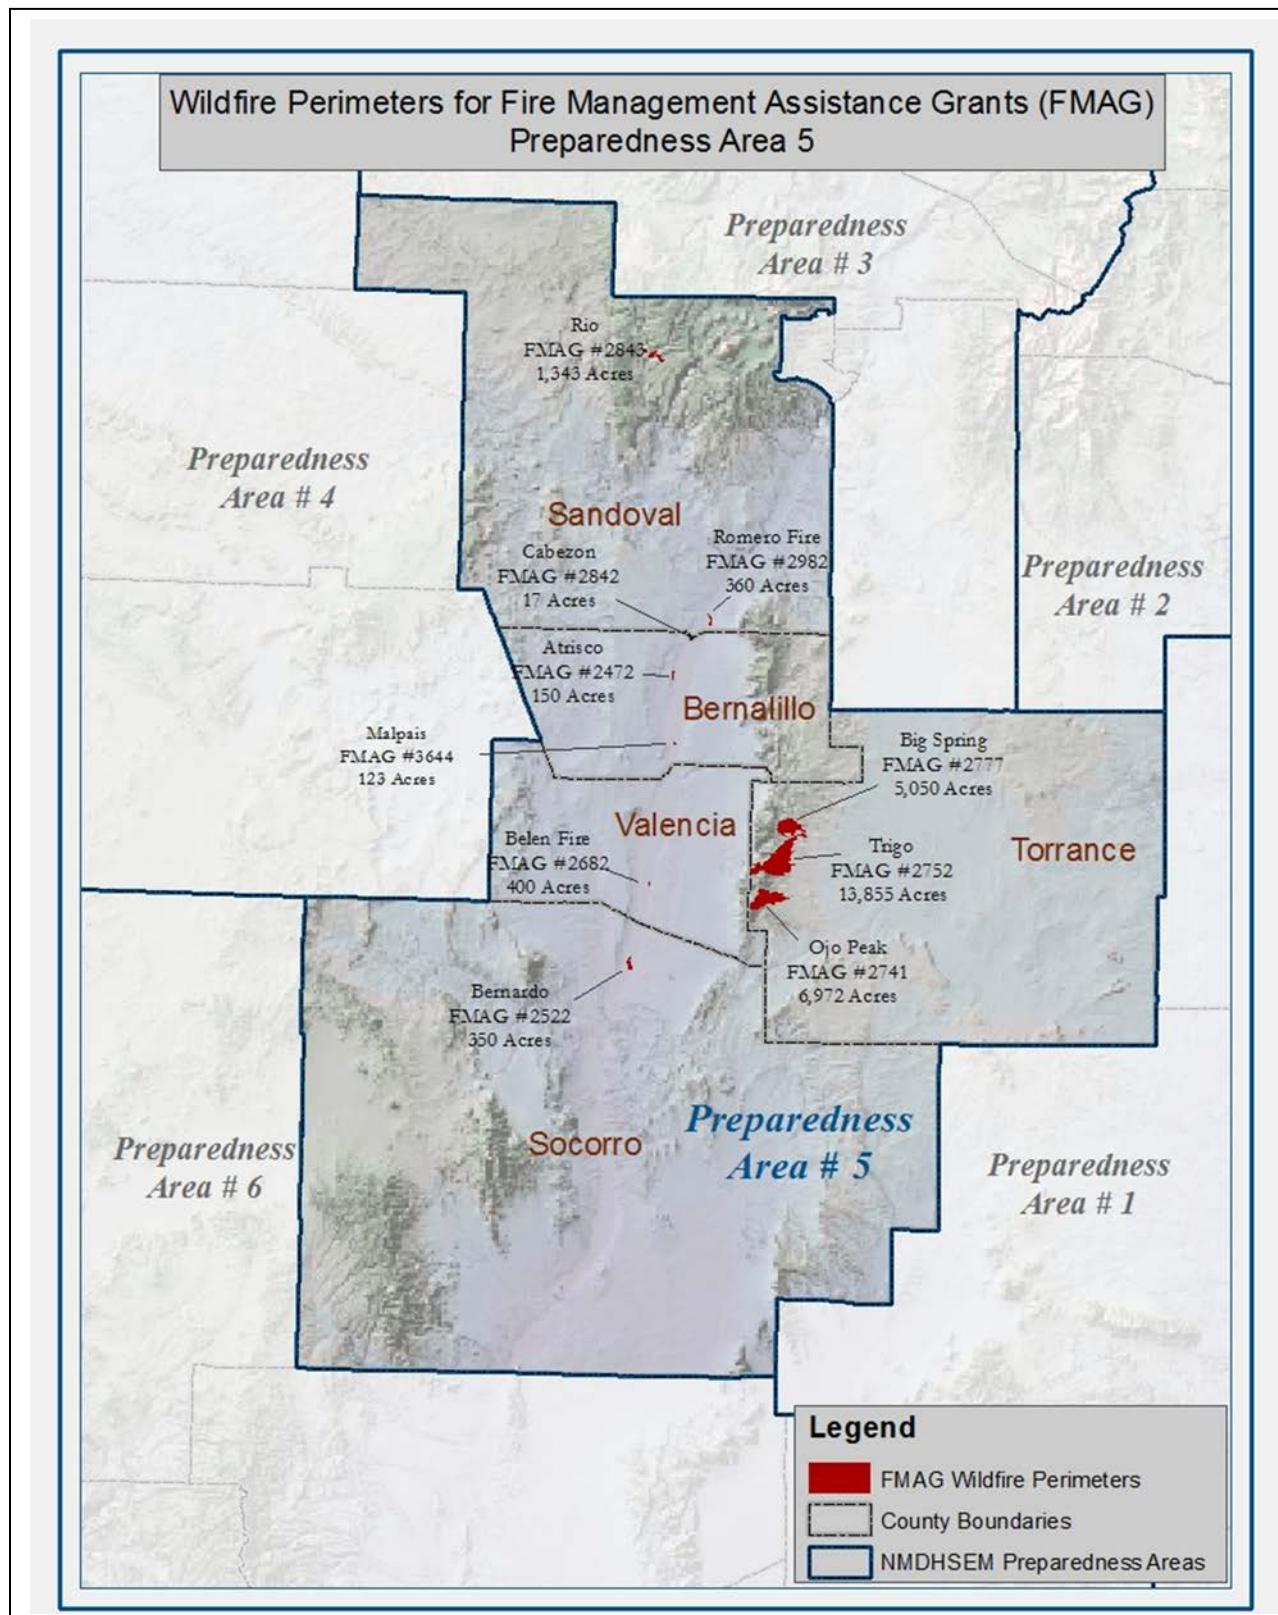 Wildfire Perimeters for Fire Management Assistance Grants (FMAG)
Preparedness Area 5
Preparedness
Area # 3
Rio
FMAG #2843
1,343 Acres
Preparedness
Area # 4
Sandoval
Cabezon
FMAG #2842
17 Acres
Romero Fire
FMAG #2982
360 Acres
Preparedness
Area # 2
Atrisco
FMAG #2472
150 Acres
Bernalillo
Malpais
FMAG #3644
123 Acres
Big Spring
FMAG #2777
5,050 Acres
Valencia
Belen Fire
FMAG #2682
400 Acres
Trigo
FMAG #2752
13,855 Acres
Torrance
Ojo Peak
FMAG #2741
6,972 Acres
Bernardo
FMAG #2522
350 Acres
Preparedness
Area # 5
Socorro
Preparedness
Area # 6
Preparedness
Area # 1
Legend
FMAG Wildfire Perimeters
County Boundaries
NMDHSEM Preparedness Areas